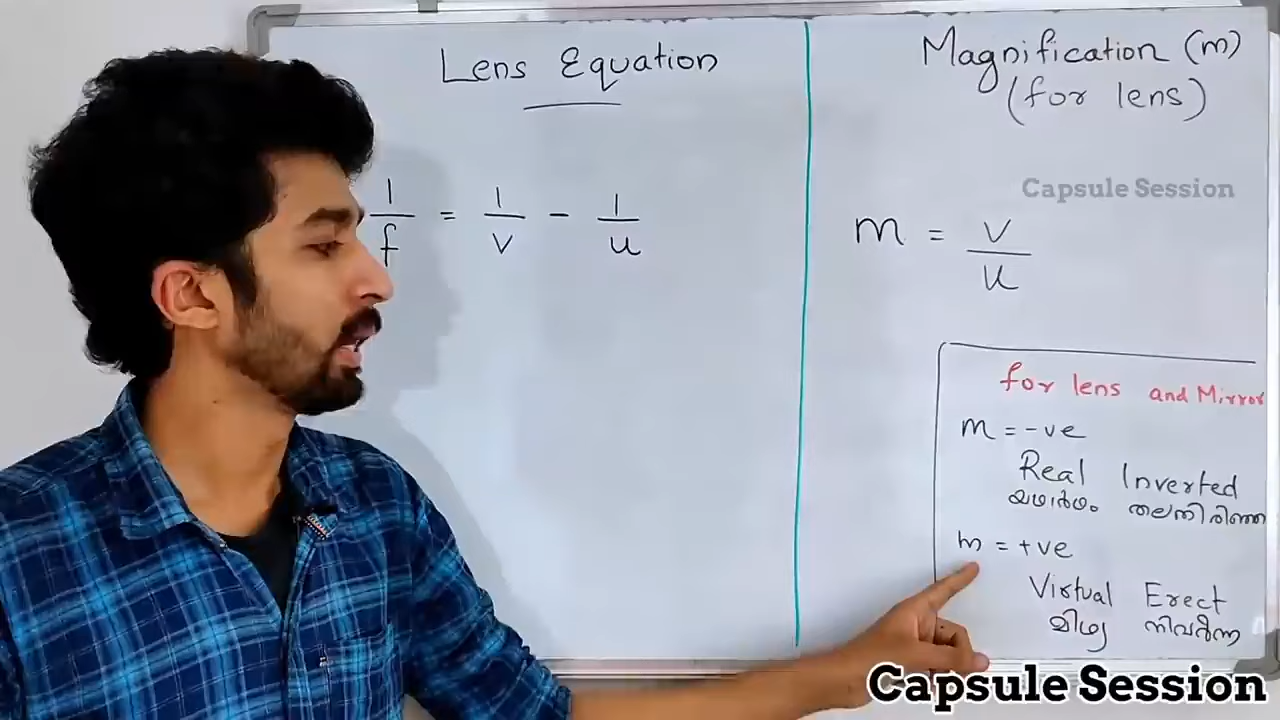 Lens Equation
1/f = 1/v - 1/u
Magnification (m)
(for lens)
Capsule Session
m = v/u
for lens and Mirror
m = -ve
Real Inverted
യഥാർഥം തലതിരിഞ്ഞ
m = +ve
Virtual Erect
മിഥ്യ നിവർന്ന
Capsule Session